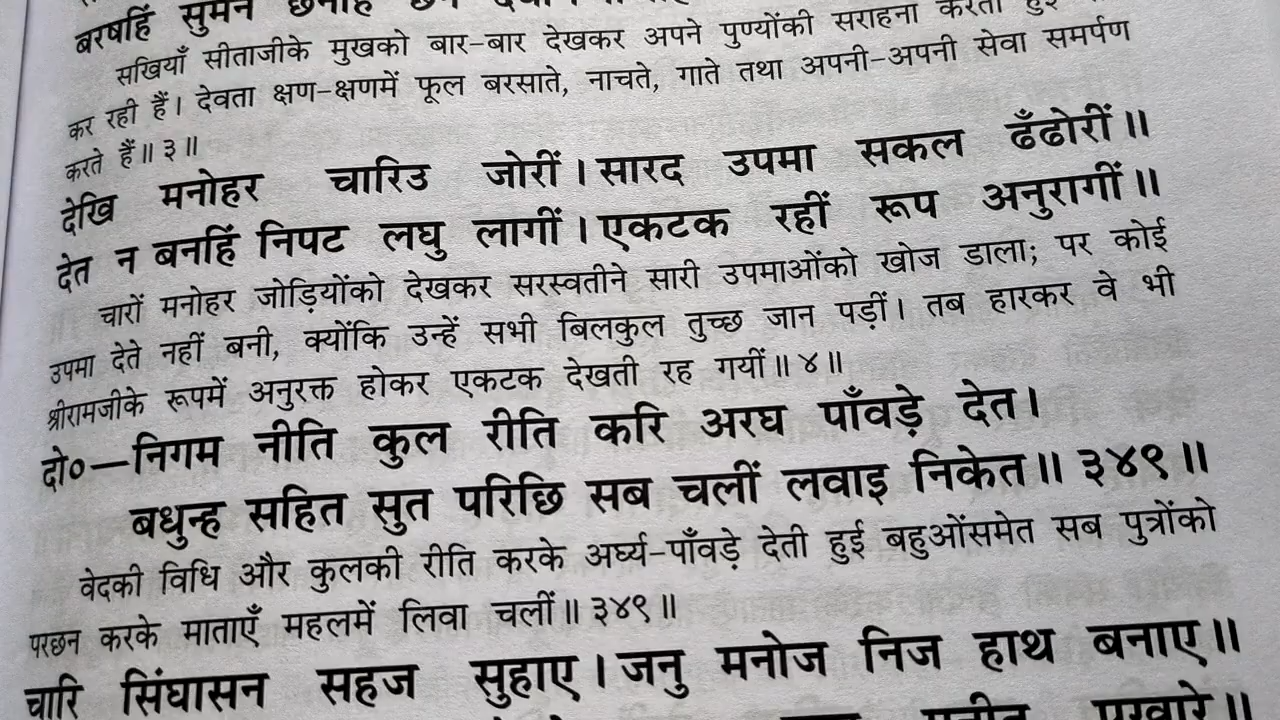 बरषहिं सुमन छनहिं छन
सखियाँ सीताजीके मुखको बार-बार देखकर अपने पुण्योंकी सराहना करती हुई
कर रही हैं। देवता क्षण-क्षणमें फूल बरसाते, नाचते, गाते तथा अपनी-अपनी सेवा समर्पण
करते हैं॥ ३॥
देखि मनोहर चारिउ जोरीं। सारद उपमा सकल ढँढोरीं॥
देत न बनहिं निपट लघु लागीं। एकटक रहीं रूप अनुरागीं॥
चारों मनोहर जोड़ियोंको देखकर सरस्वतीने सारी उपमाओंको खोज डाला; पर कोई
उपमा देते नहीं बनी, क्योंकि उन्हें सभी बिलकुल तुच्छ जान पड़ीं। तब हारकर वे भी
श्रीरामजीके रूपमें अनुरक्त होकर एकटक देखती रह गयीं॥ ४॥
दो०—निगम नीति कुल रीति करि अरघ पाँवड़े देत।
बधुन्ह सहित सुत परिछि सब चलीं लवाइ निकेत॥ ३४९॥
वेदकी विधि और कुलकी रीति करके अर्घ्य-पाँवड़े देती हुई बहुओंसमेत सब पुत्रोंको
परछन करके माताएँ महलमें लिवा चलीं॥ ३४९॥
चारि सिंघासन सहज सुहाए। जनु मनोज निज हाथ बनाए॥